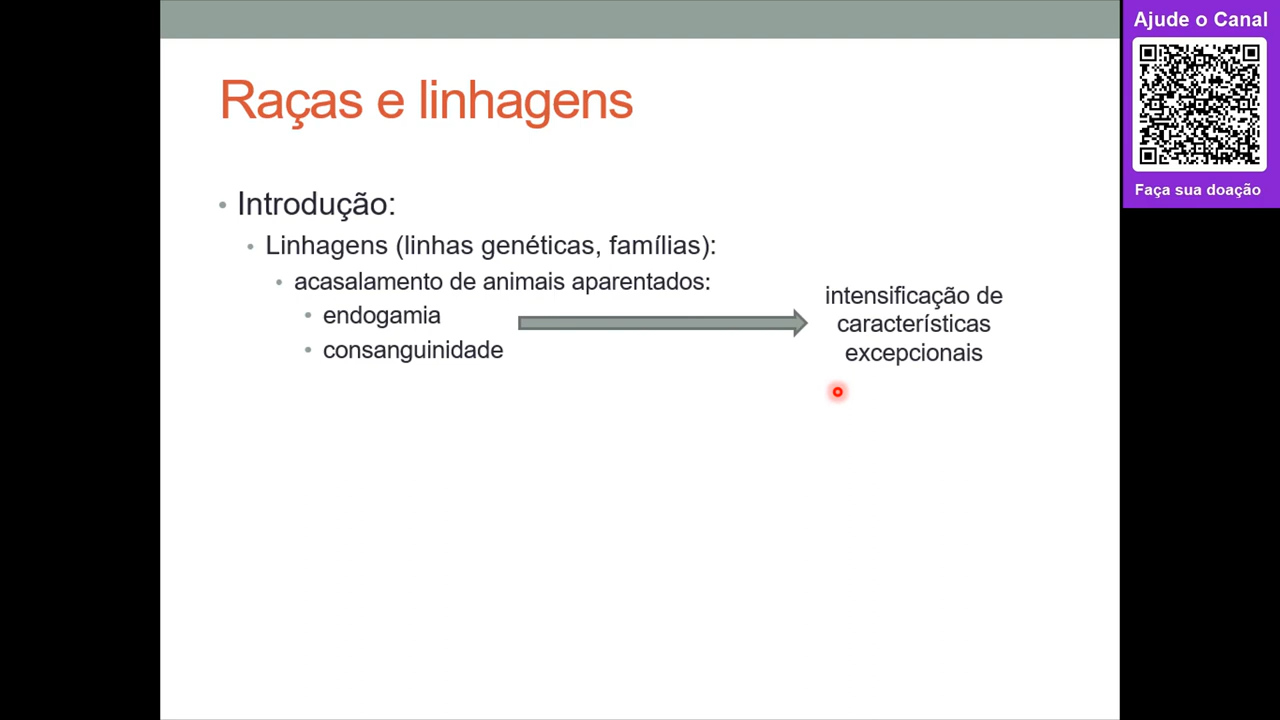 Raças e linhagens
Introdução:
Linhagens (linhas genéticas, famílias):
acasalamento de animais aparentados:
endogamia
consanguinidade
intensificação de
características
excepcionais
Ajude o Canal
Faça sua doação